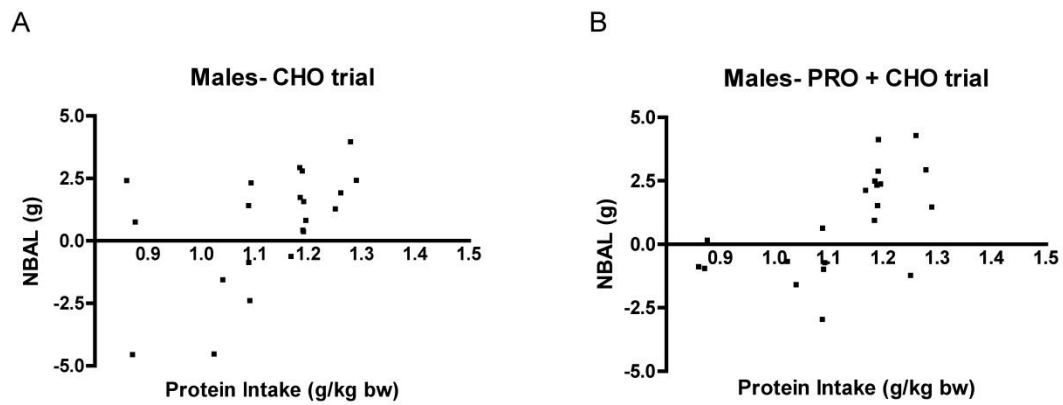 A
Males- CHO trial
5.0
2.5
0.0
-2.5
-5.0
0.9 1.0 1.1 1.2 1.3 1.4 1.5
NBAL (g)
Protein Intake (g/kg bw)
B
Males- PRO + CHO trial
5.0
2.5
0.0
-2.5
-5.0
0.9 1.0 1.1 1.2 1.3 1.4 1.5
NBAL (g)
Protein Intake (g/kg bw)